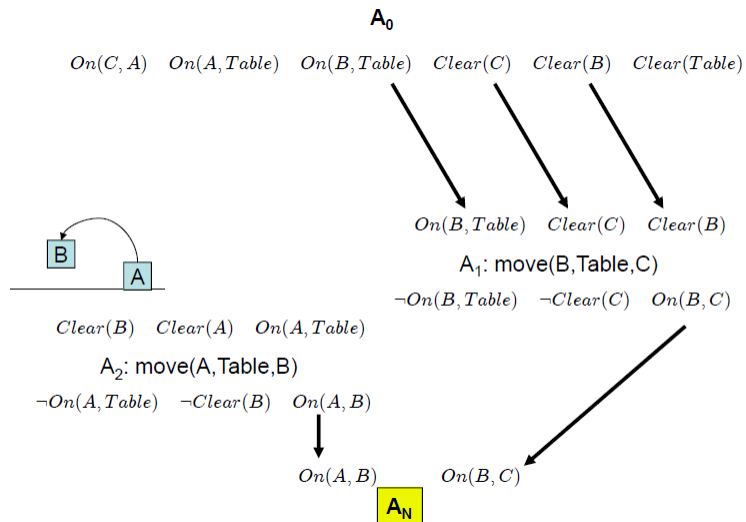 A₀
On(C, A) On(A, Table) On(B, Table) Clear(C) Clear(B) Clear(Table)
On(B, Table) Clear(C) Clear(B)
A₁: move(B,Table,C)
¬On(B, Table) ¬Clear(C) On(B, C)
B
A
Clear(B) Clear(A) On(A, Table)
A₂: move(A,Table,B)
¬On(A, Table) ¬Clear(B) On(A, B)
On(A, B) On(B, C)
A_N